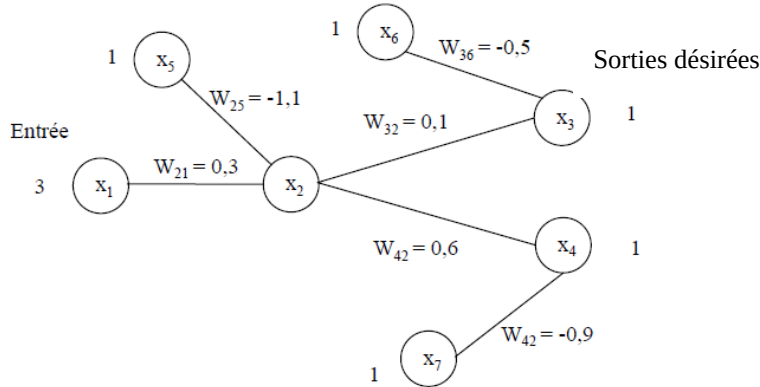 1 x₆ W₃₆ = -0,5 Sorties désirées
1 x₅
W₂₅ = -1,1
W₃₂ = 0,1 x₃ 1
Entrée
3 x₁ W₂₁ = 0,3 x₂
W₄₂ = 0,6 x₄ 1
W₄₂ = -0,9
1 x₇